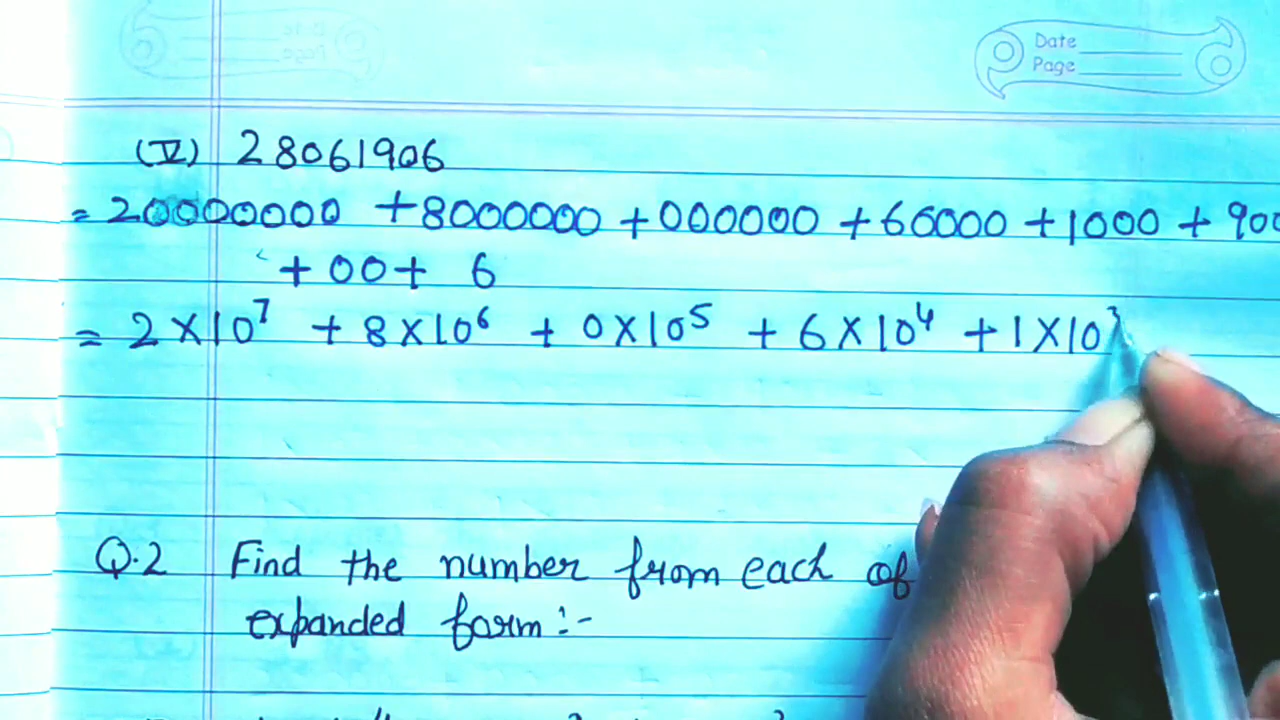 Date
Page
(V) 28061906
= 20000000 + 8000000 + 000000 + 60000 + 1000 + 900
+ 00 + 6
= 2 × 10⁷ + 8 × 10⁶ + 0 × 10⁵ + 6 × 10⁴ + 1 × 10³
Q.2 Find the number from each of
expanded form :-